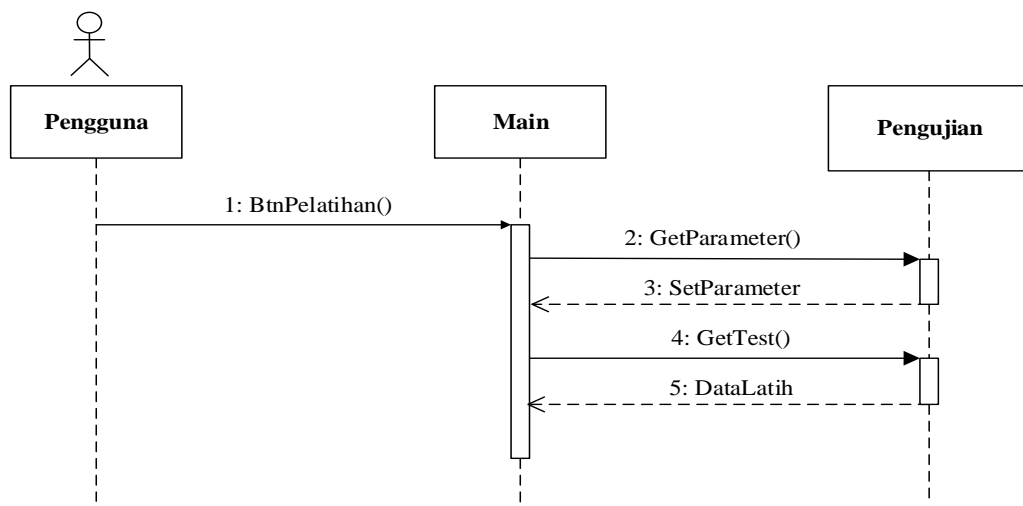 Pengguna
Main
Pengujian
1: BtnPelatihan()
2: GetParameter()
3: SetParameter
4: GetTest()
5: DataLatih